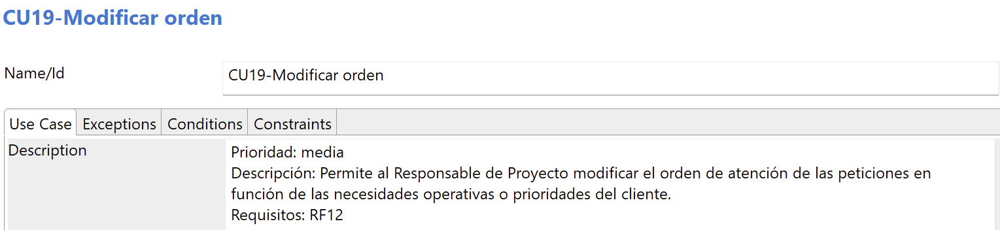 CU19-Modificar orden
Name/Id
CU19-Modificar orden
Use Case Exceptions Conditions Constraints
Description
Prioridad: media
Descripción: Permite al Responsable de Proyecto modificar el orden de atención de las peticiones en
función de las necesidades operativas o prioridades del cliente.
Requisitos: RF12